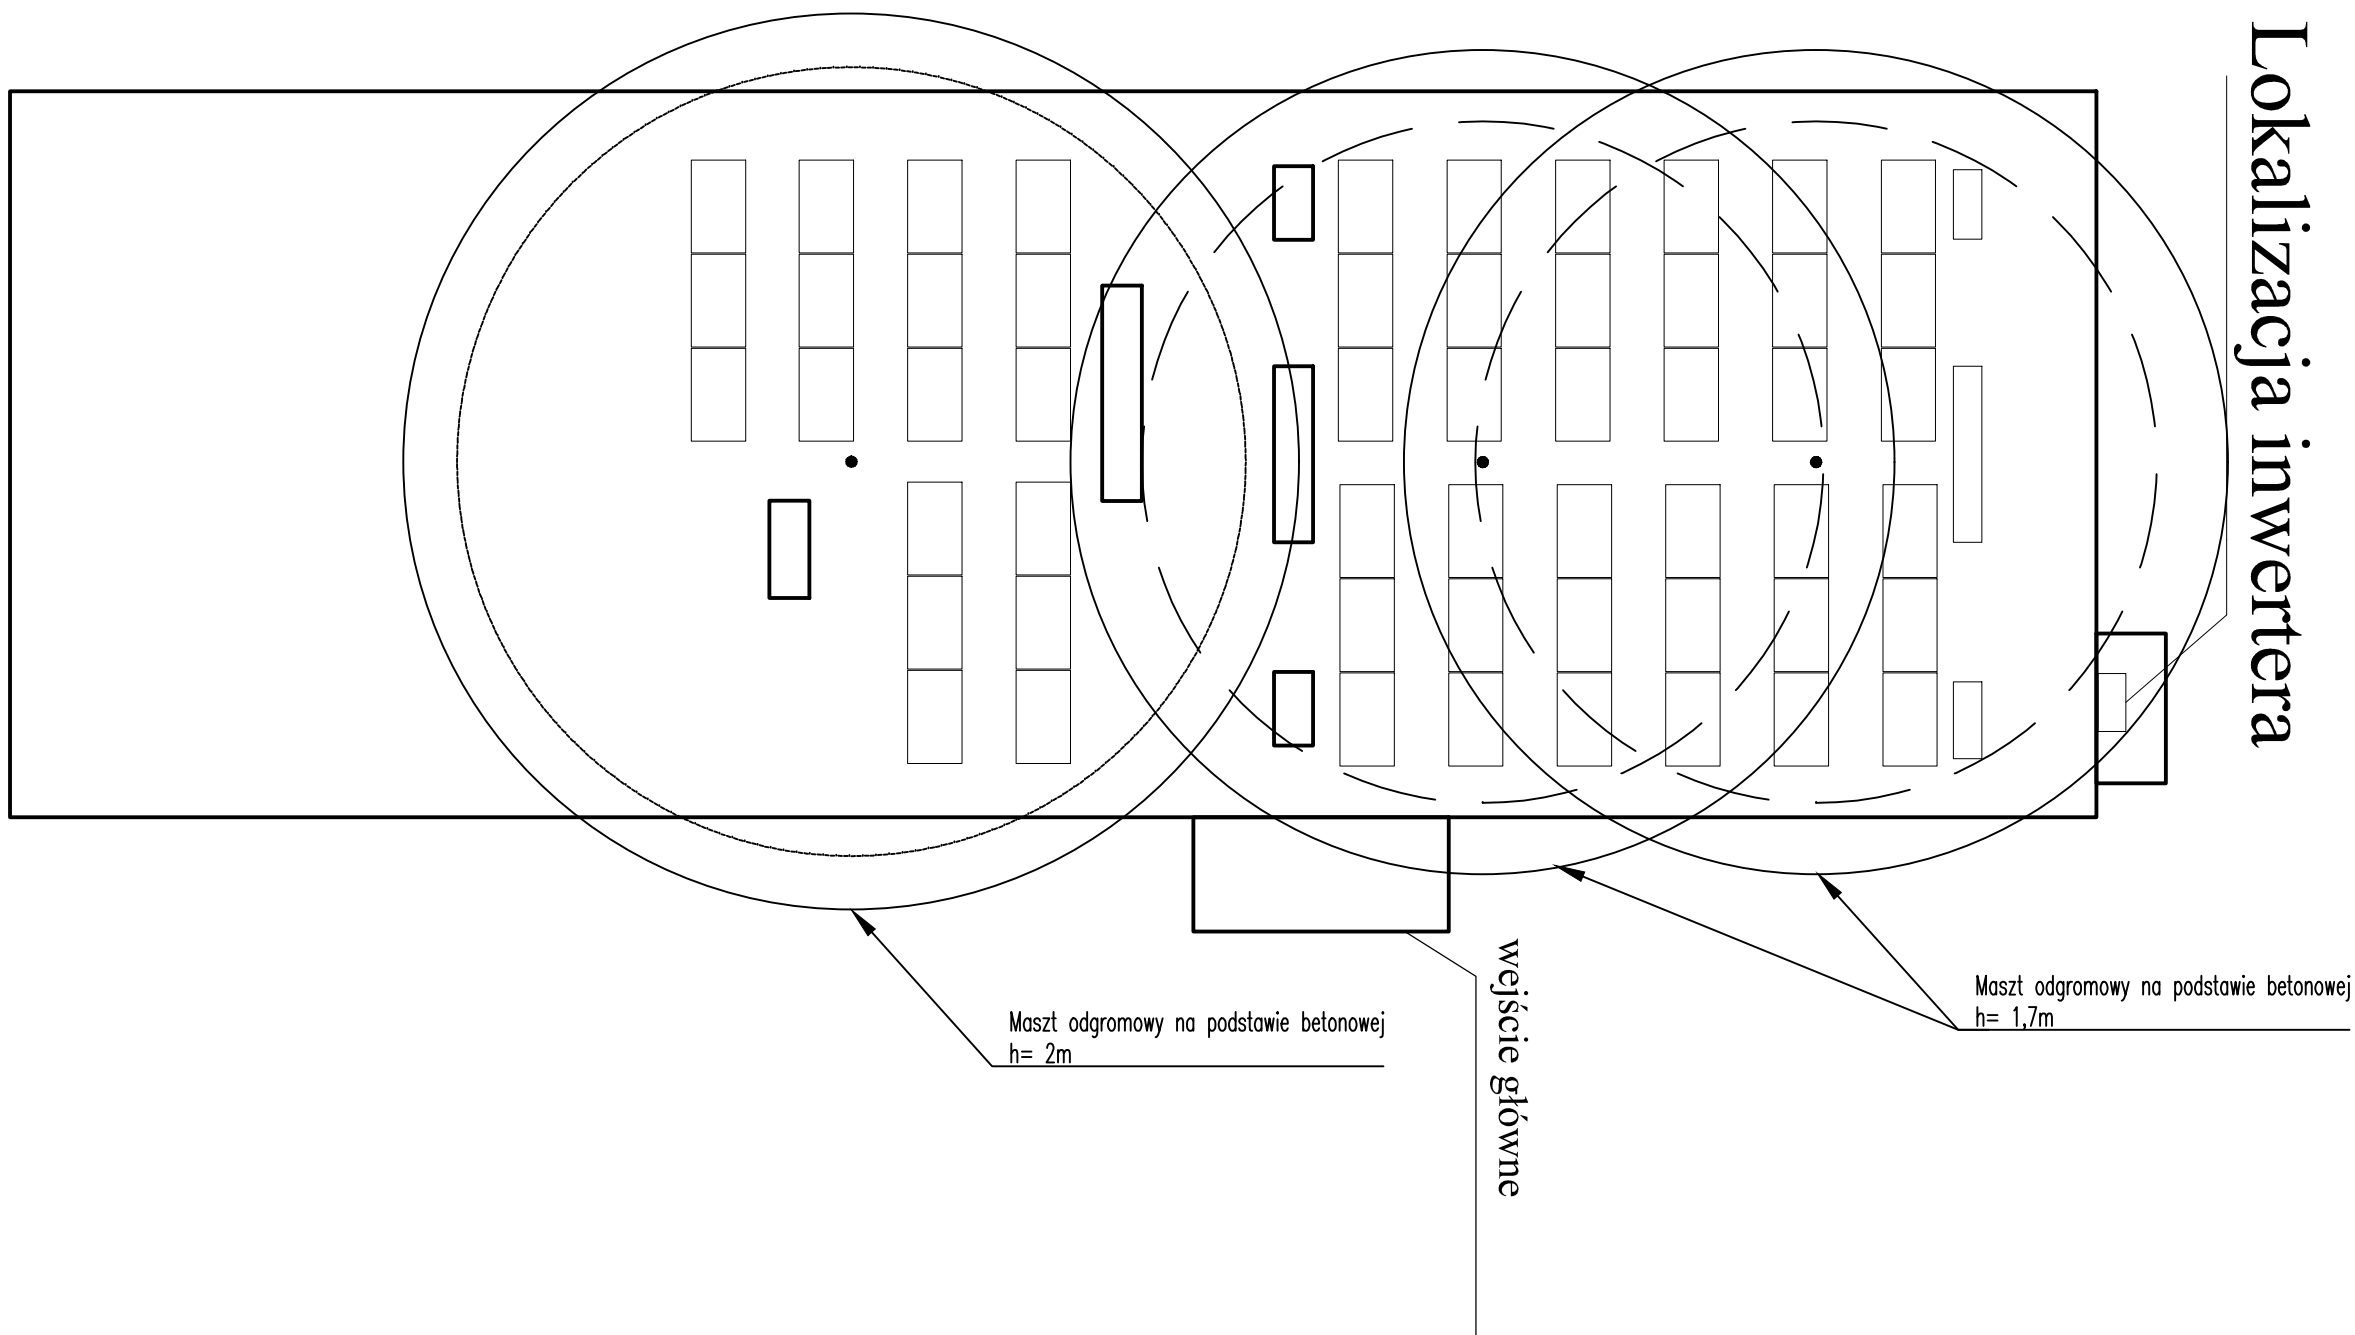 Lokalizacja inwertera
Maszt odgromowy na podstawie betonowej
h= 1,7m
Maszt odgromowy na podstawie betonowej
h= 2m
wejście główne